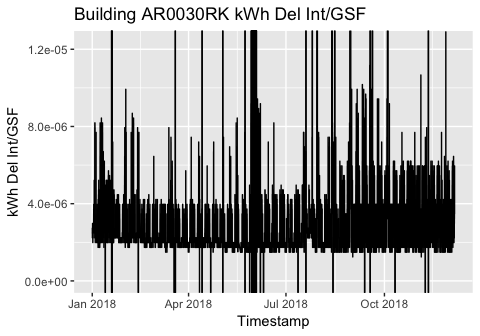 Building AR0030RK kWh Del Int/GSF
1.2e-05
8.0e-06
4.0e-06
0.0e+00
kWh Del Int/GSF
Jan 2018 Apr 2018 Jul 2018 Oct 2018
Timestamp